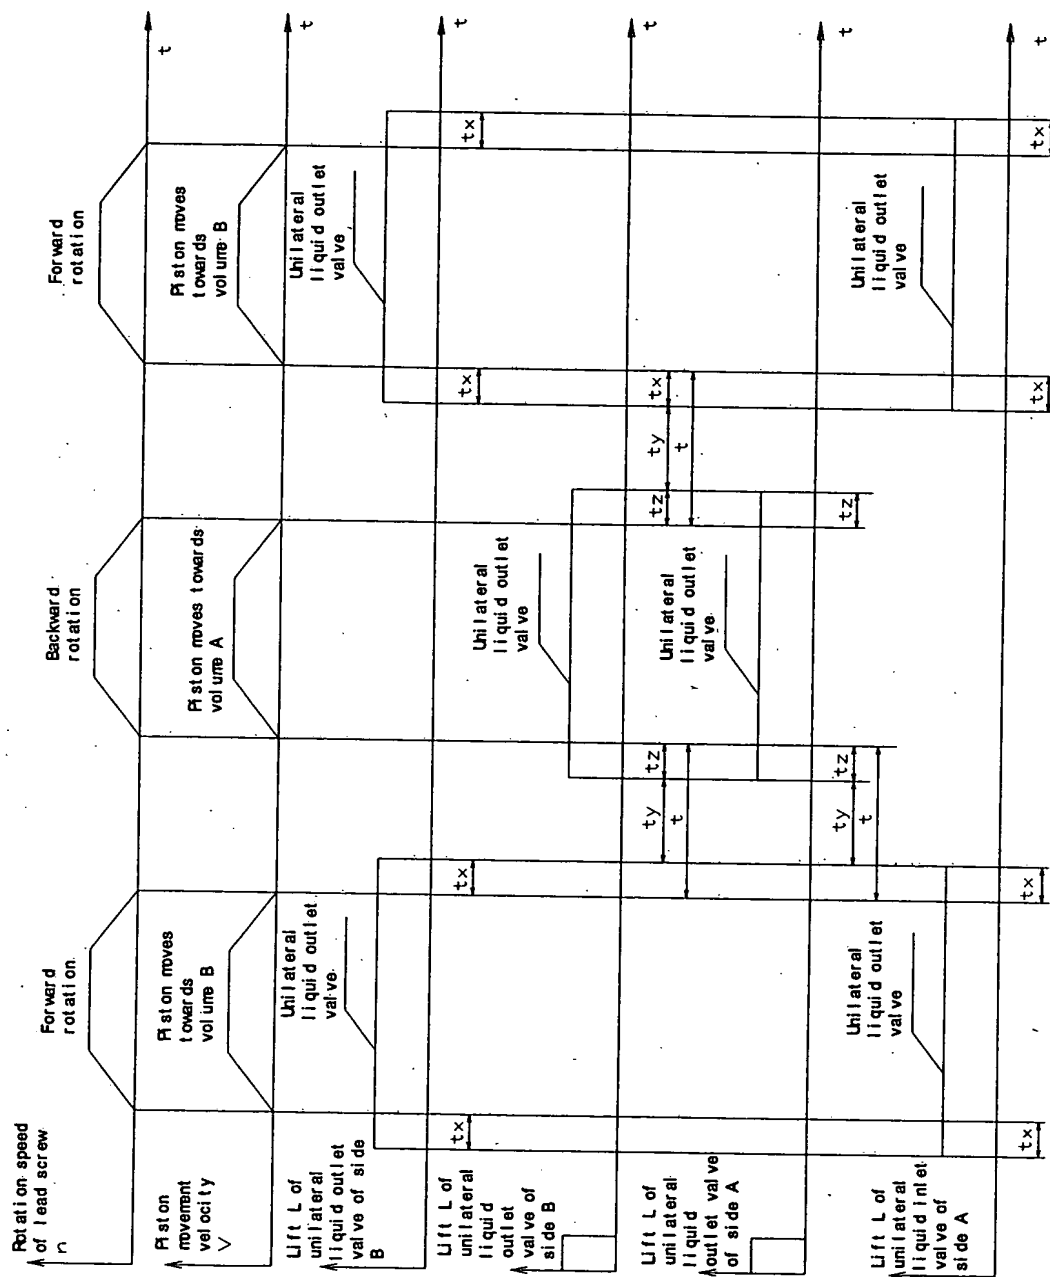 Rotation speed
of lead screw
n
Forward
rotation
Backward
rotation
Forward
rotation
t
Piston
movement
velocity
V
Piston moves
towards
volume B
Piston moves towards
volume A
Piston moves
towards
volume B
t
Lift L of
unilateral
liquid outlet
valve of side
B
Unilateral
liquid outlet
valve
Unilateral
liquid outlet
valve
tx
tx
tx
tx
t
Lift L of
unilateral
liquid
outlet
valve of
side B
Unilateral
liquid outlet
valve
ty
tz
t
tz
ty
tx
t
t
Lift L of
unilateral
liquid
outlet valve
of side A
Unilateral
liquid outlet
valve
ty
tz
t
tz
t
Lift L of
unilateral
liquid inlet
valve of
side A
Unilateral
liquid outlet
valve
Unilateral
liquid outlet
valve
tx
tx
tx
tx
t